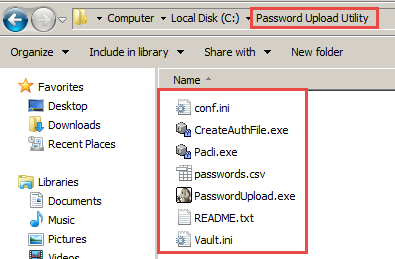 Computer ▸ Local Disk (C:) ▸ Password Upload Utility
Organize Include in library Share with New folder
Favorites
Desktop
Downloads
Recent Places
Libraries
Documents
Music
Pictures
Videos
Name
conf.ini
CreateAuthFile.exe
Pacli.exe
passwords.csv
PasswordUpload.exe
README.txt
Vault.ini